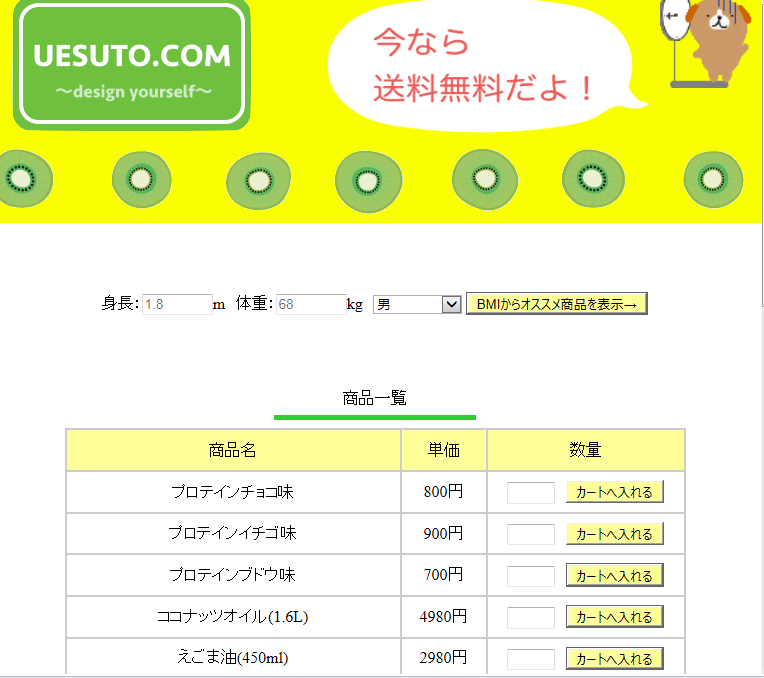 UESUTO.COM
～design yourself～
今なら
送料無料だよ！
身長： 1.8 m 体重： 68 kg 男 BMIからオススメ商品を表示→
商品一覧
商品名 単価 数量
プロテインチョコ味 800円 カートへ入れる
プロテインイチゴ味 900円 カートへ入れる
プロテインブドウ味 700円 カートへ入れる
ココナッツオイル(1.6L) 4980円 カートへ入れる
えごま油(450ml) 2980円 カートへ入れる